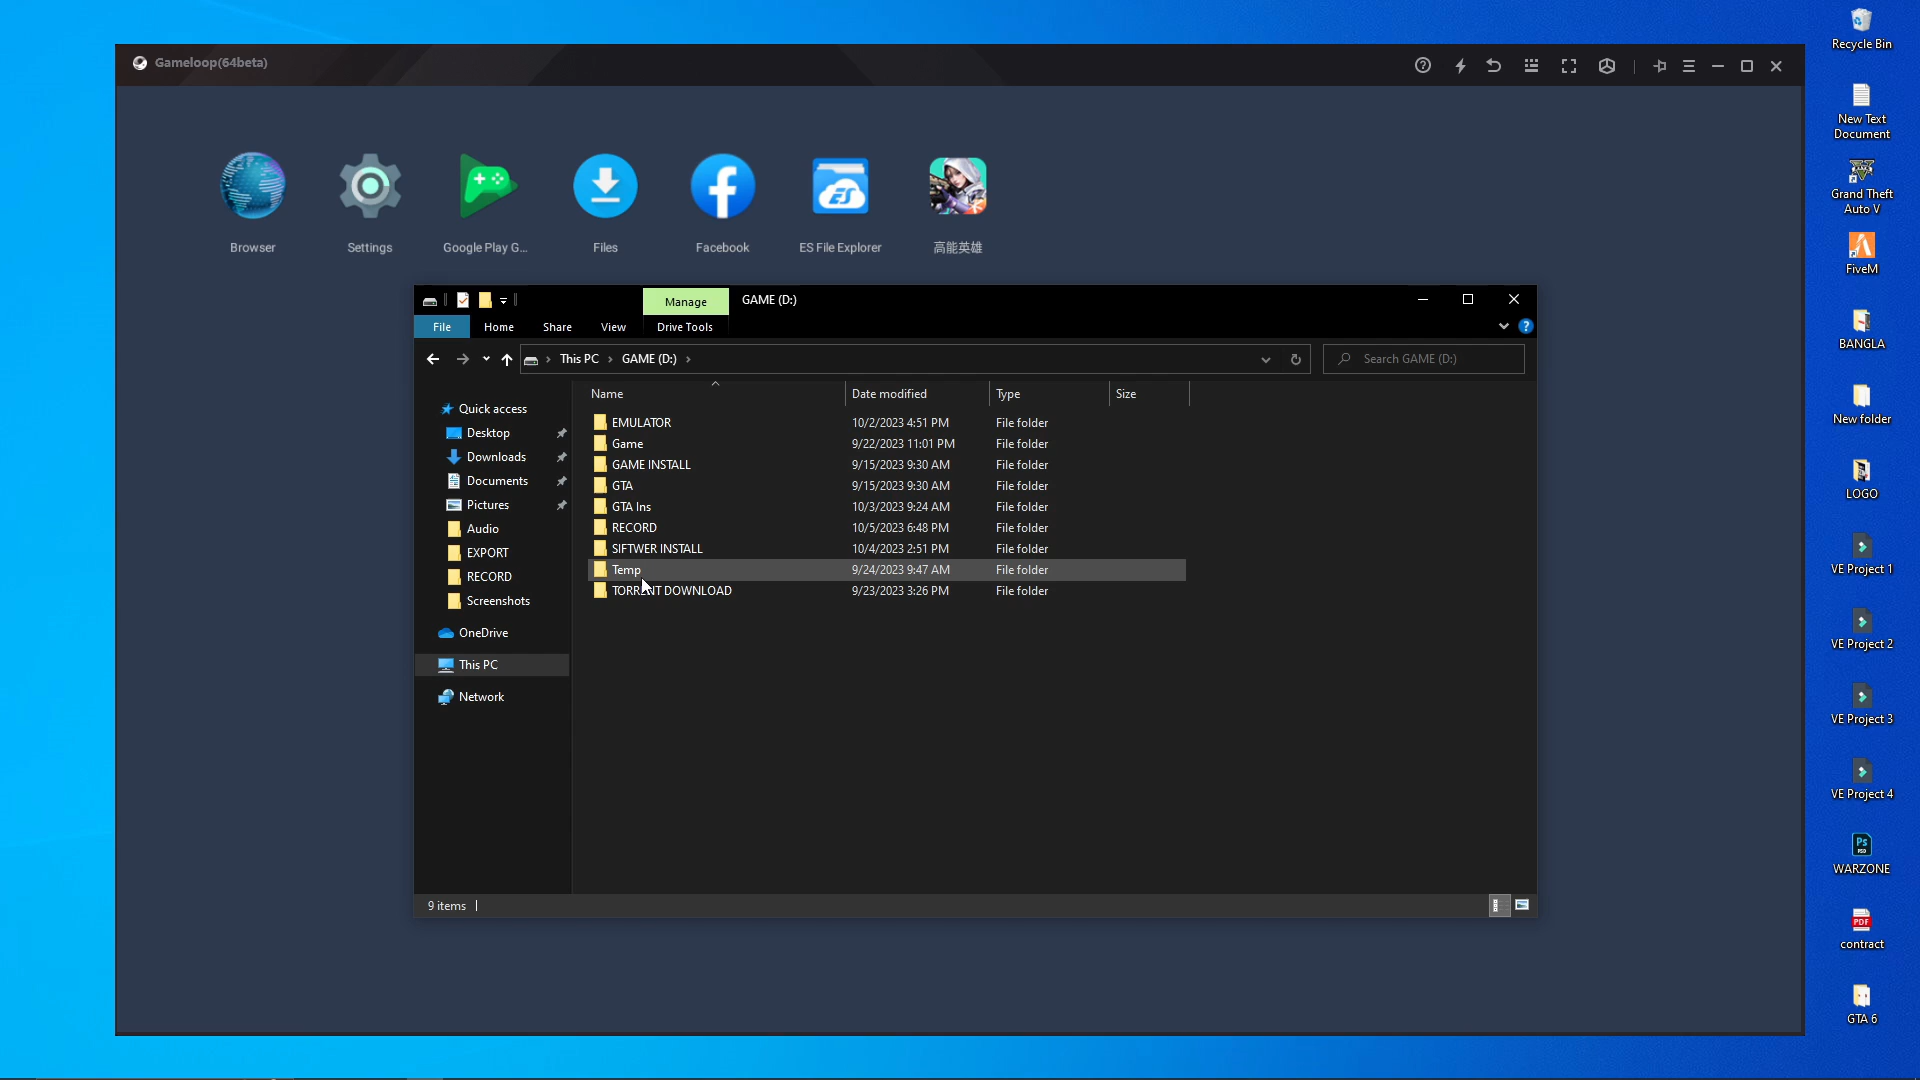 Gameloop(64beta)
Browser
Settings
Google Play G...
Files
Facebook
ES File Explorer
高能英雄
Manage
GAME (D:)
File
Home
Share
View
Drive Tools
This PC
GAME (D:)
Search GAME (D:)
Name
Date modified
Type
Size
Quick access
Desktop
Downloads
Documents
Pictures
Audio
EXPORT
RECORD
Screenshots
OneDrive
This PC
Network
EMULATOR 10/2/2023 4:51 PM File folder
Game 9/22/2023 11:01 PM File folder
GAME INSTALL 9/15/2023 9:30 AM File folder
GTA 9/15/2023 9:30 AM File folder
GTA Ins 10/3/2023 9:24 AM File folder
RECORD 10/5/2023 6:48 PM File folder
SIFTWER INSTALL 10/4/2023 2:51 PM File folder
Temp 9/24/2023 9:47 AM File folder
TORRENT DOWNLOAD 9/23/2023 3:26 PM File folder
9 items
Recycle Bin
New Text
Document
Grand Theft
Auto V
FiveM
BANGLA
New folder
LOGO
VE Project 1
VE Project 2
VE Project 3
VE Project 4
Ps
PSD
WARZONE
PDF
contract
GTA 6